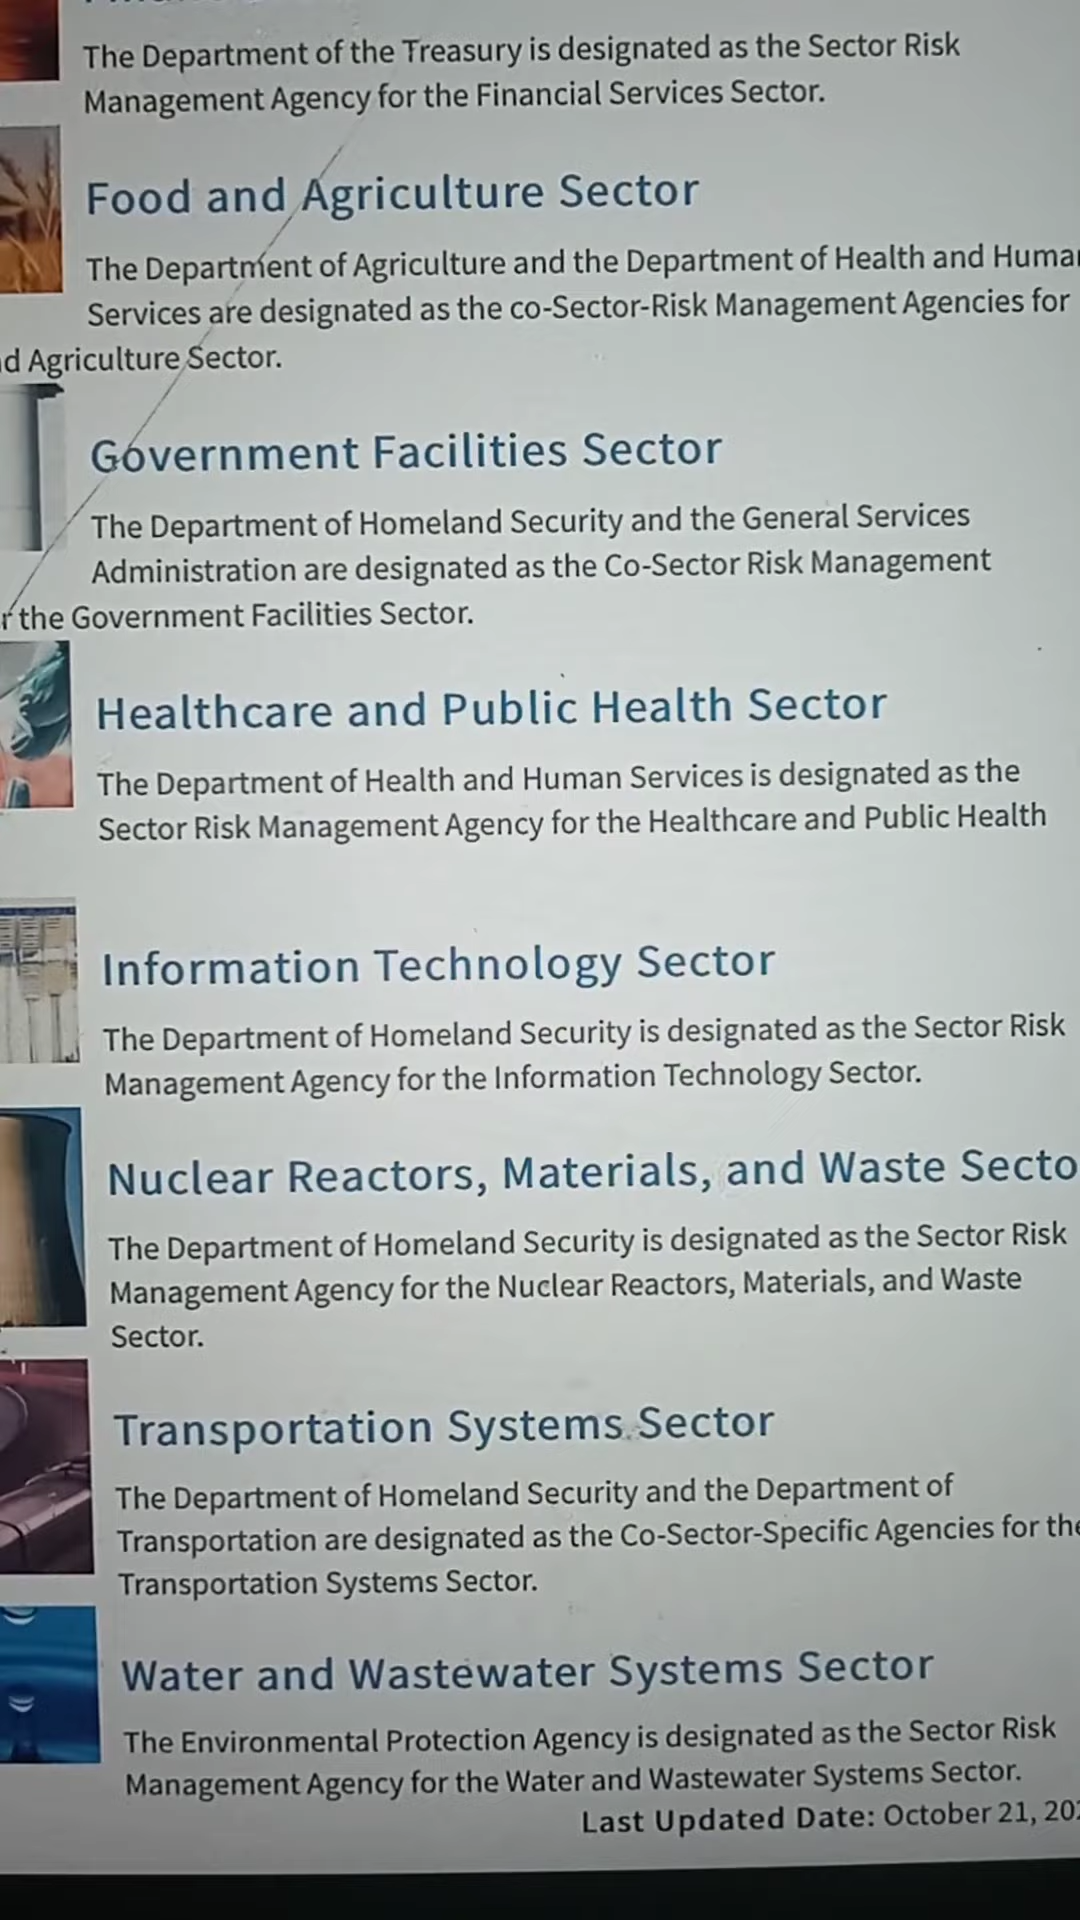 The Department of the Treasury is designated as the Sector Risk
Management Agency for the Financial Services Sector.
Food and Agriculture Sector
The Department of Agriculture and the Department of Health and
Services are designated as the co-Sector-Risk Management Agencies for
Agriculture Sector.
Government Facilities Sector
The Department of Homeland Security and the General Services
Administration are designated as the Co-Sector Risk Management
the Government Facilities Sector.
Healthcare and Public Health Sector
The Department of Health and Human Services is designated as the
Sector Risk Management Agency for the Healthcare and Public Health
Information Technology Sector
The Department of Homeland Security is designated as the Sector Risk
Management Agency for the Information Technology Sector.
Nuclear Reactors, Materials, and Waste
The Department of Homeland Security is designated as the Sector Risk
Management Agency for the Nuclear Reactors, Materials, and Waste
Sector.
Transportation Systems Sector
The Department of Homeland Security and the Department of
Transportation are designated as the Co-Sector-Specific Agencies for the
Transportation Systems Sector.
Water and Wastewater Systems Sector
The Environmental Protection Agency is designated as the Sector Risk
Management Agency for the Water and Wastewater Systems Sector.
Last Updated Date: October 21,